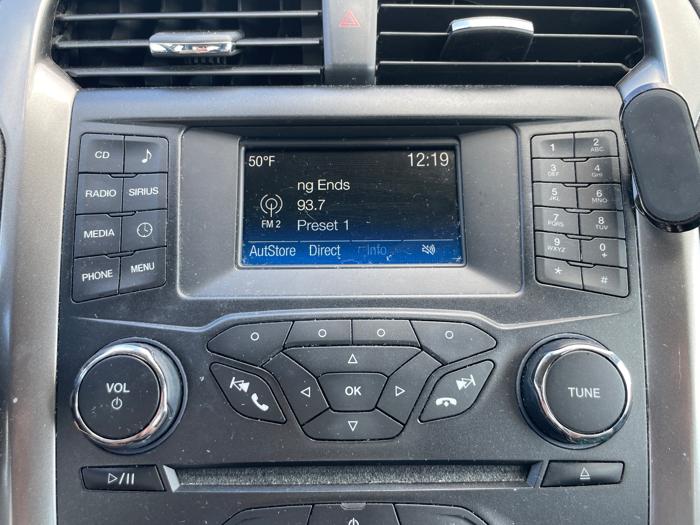 CD
RADIO SIRIUS
MEDIA
PHONE MENU
50°F 12:19
ng Ends
93.7
FM 2 Preset 1
AutStore Direct Info
1 2 ABC
3 DEF 4 GHI
5 JKL 6 MNO
7 PQRS 8 TUV
9 WXYZ 0 +
* #
VOL
OK
TUNE